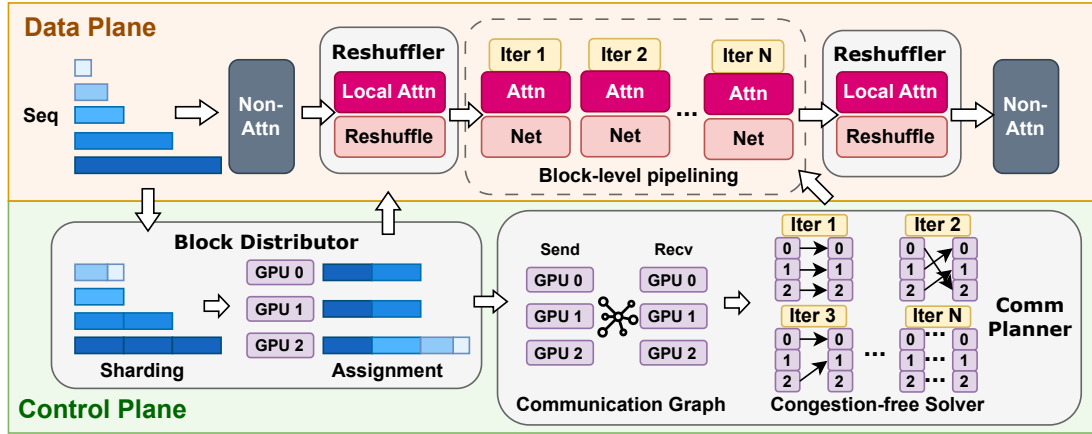 Data Plane
Seq
Non-
Attn
Reshuffler
Local Attn
Reshuffle
Iter 1
Attn
Net
Iter 2
Attn
Net
...
Iter N
Attn
Net
Block-level pipelining
Reshuffler
Local Attn
Reshuffle
Non-
Attn
Control Plane
Block Distributor
Sharding
GPU 0
GPU 1
GPU 2
Assignment
Send
GPU 0
GPU 1
GPU 2
Recv
GPU 0
GPU 1
GPU 2
Communication Graph
Iter 1
0 0
1 1
2 2
Iter 2
0 0
1 1
2 2
Iter 3
0 0
1 1
2 2
...
Iter N
0 ... 0
1 ... 1
2 ... 2
Congestion-free Solver
Comm
Planner